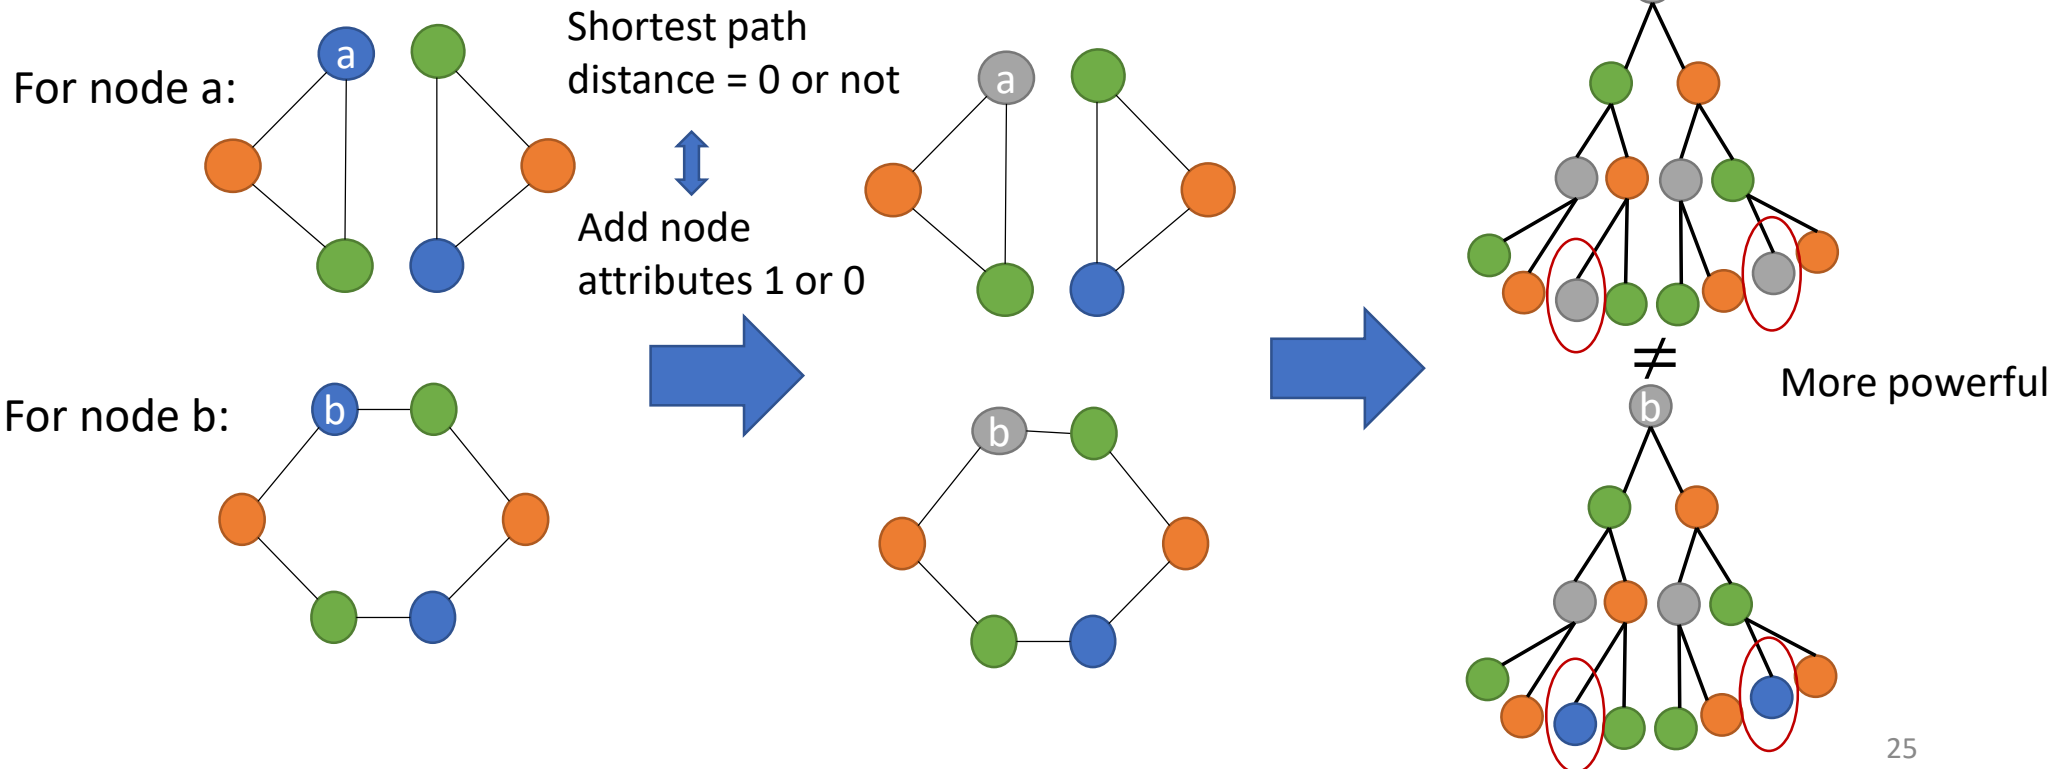 For node a:
a
Shortest path
distance = 0 or not
Add node
attributes 1 or 0
a
≠
More powerful
For node b:
b
b
b
25